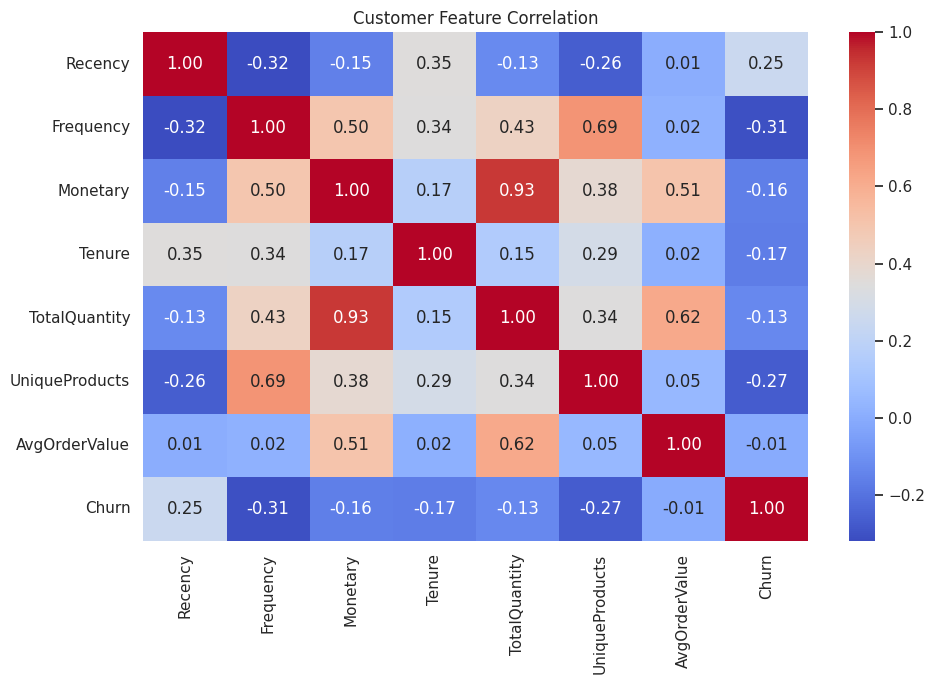 Customer Feature Correlation
Recency 1.00 -0.32 -0.15 0.35 -0.13 -0.26 0.01 0.25
Frequency -0.32 1.00 0.50 0.34 0.43 0.69 0.02 -0.31
Monetary -0.15 0.50 1.00 0.17 0.93 0.38 0.51 -0.16
Tenure 0.35 0.34 0.17 1.00 0.15 0.29 0.02 -0.17
TotalQuantity -0.13 0.43 0.93 0.15 1.00 0.34 0.62 -0.13
UniqueProducts -0.26 0.69 0.38 0.29 0.34 1.00 0.05 -0.27
AvgOrderValue 0.01 0.02 0.51 0.02 0.62 0.05 1.00 -0.01
Churn 0.25 -0.31 -0.16 -0.17 -0.13 -0.27 -0.01 1.00
Recency
Frequency
Monetary
Tenure
TotalQuantity
UniqueProducts
AvgOrderValue
Churn
1.0
0.8
0.6
0.4
0.2
0.0
−0.2